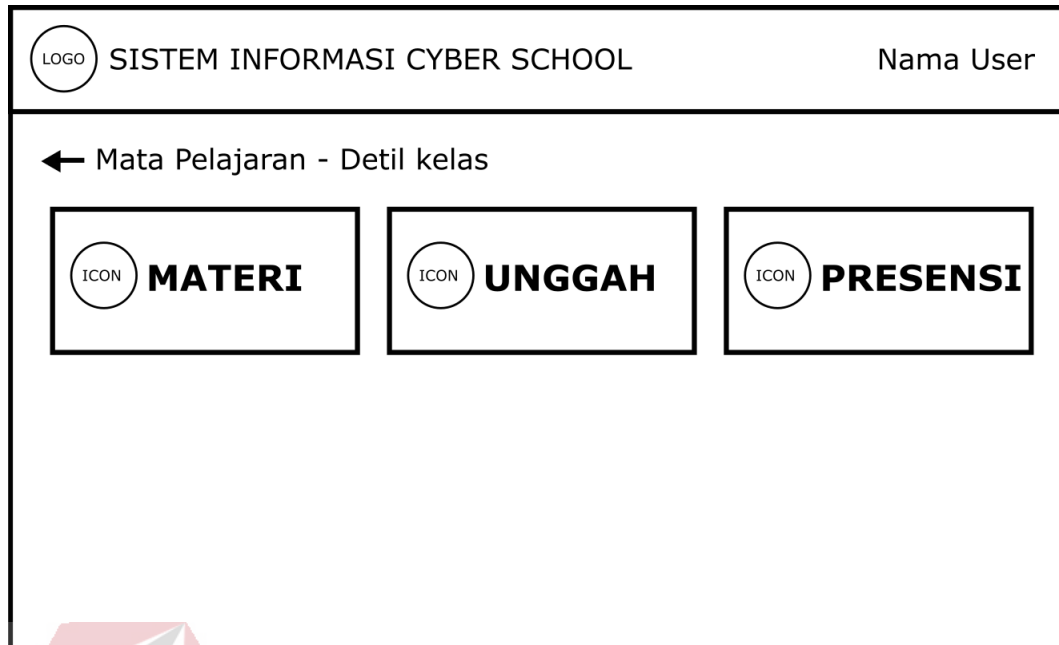 LOGO SISTEM INFORMASI CYBER SCHOOL Nama User
Mata Pelajaran - Detil kelas
ICON MATERI ICON UNGGAH ICON PRESENSI